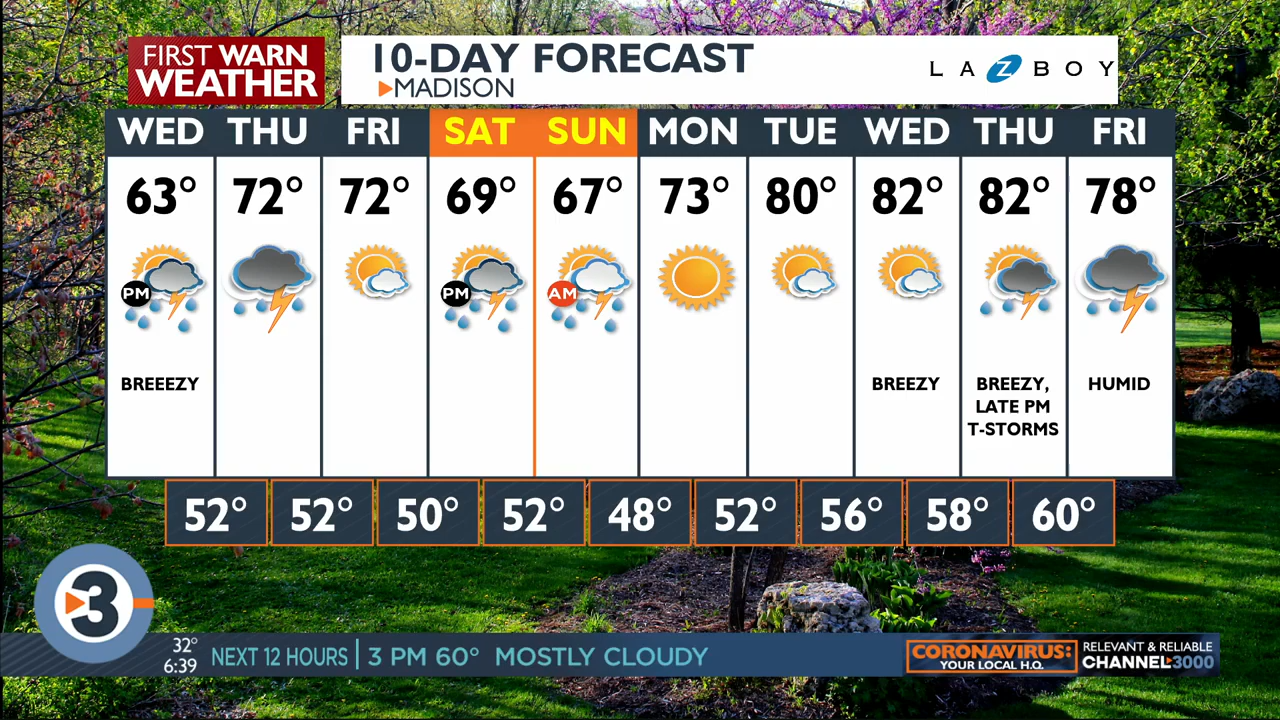 FIRST WARN
WEATHER
10-DAY FORECAST
MADISON
LA Z BOY
WED THU FRI SAT SUN MON TUE WED THU FRI
63° 72° 72° 69° 67° 73° 80° 82° 82° 78°
PM PM AM
BREEEZY BREEZY BREEZY, HUMID
LATE PM
T-STORMS
52° 52° 50° 52° 48° 52° 56° 58° 60°
3
32°
6:39
NEXT 12 HOURS 3 PM 60° MOSTLY CLOUDY
CORONAVIRUS:
YOUR LOCAL H.Q.
RELEVANT & RELIABLE
CHANNEL3000